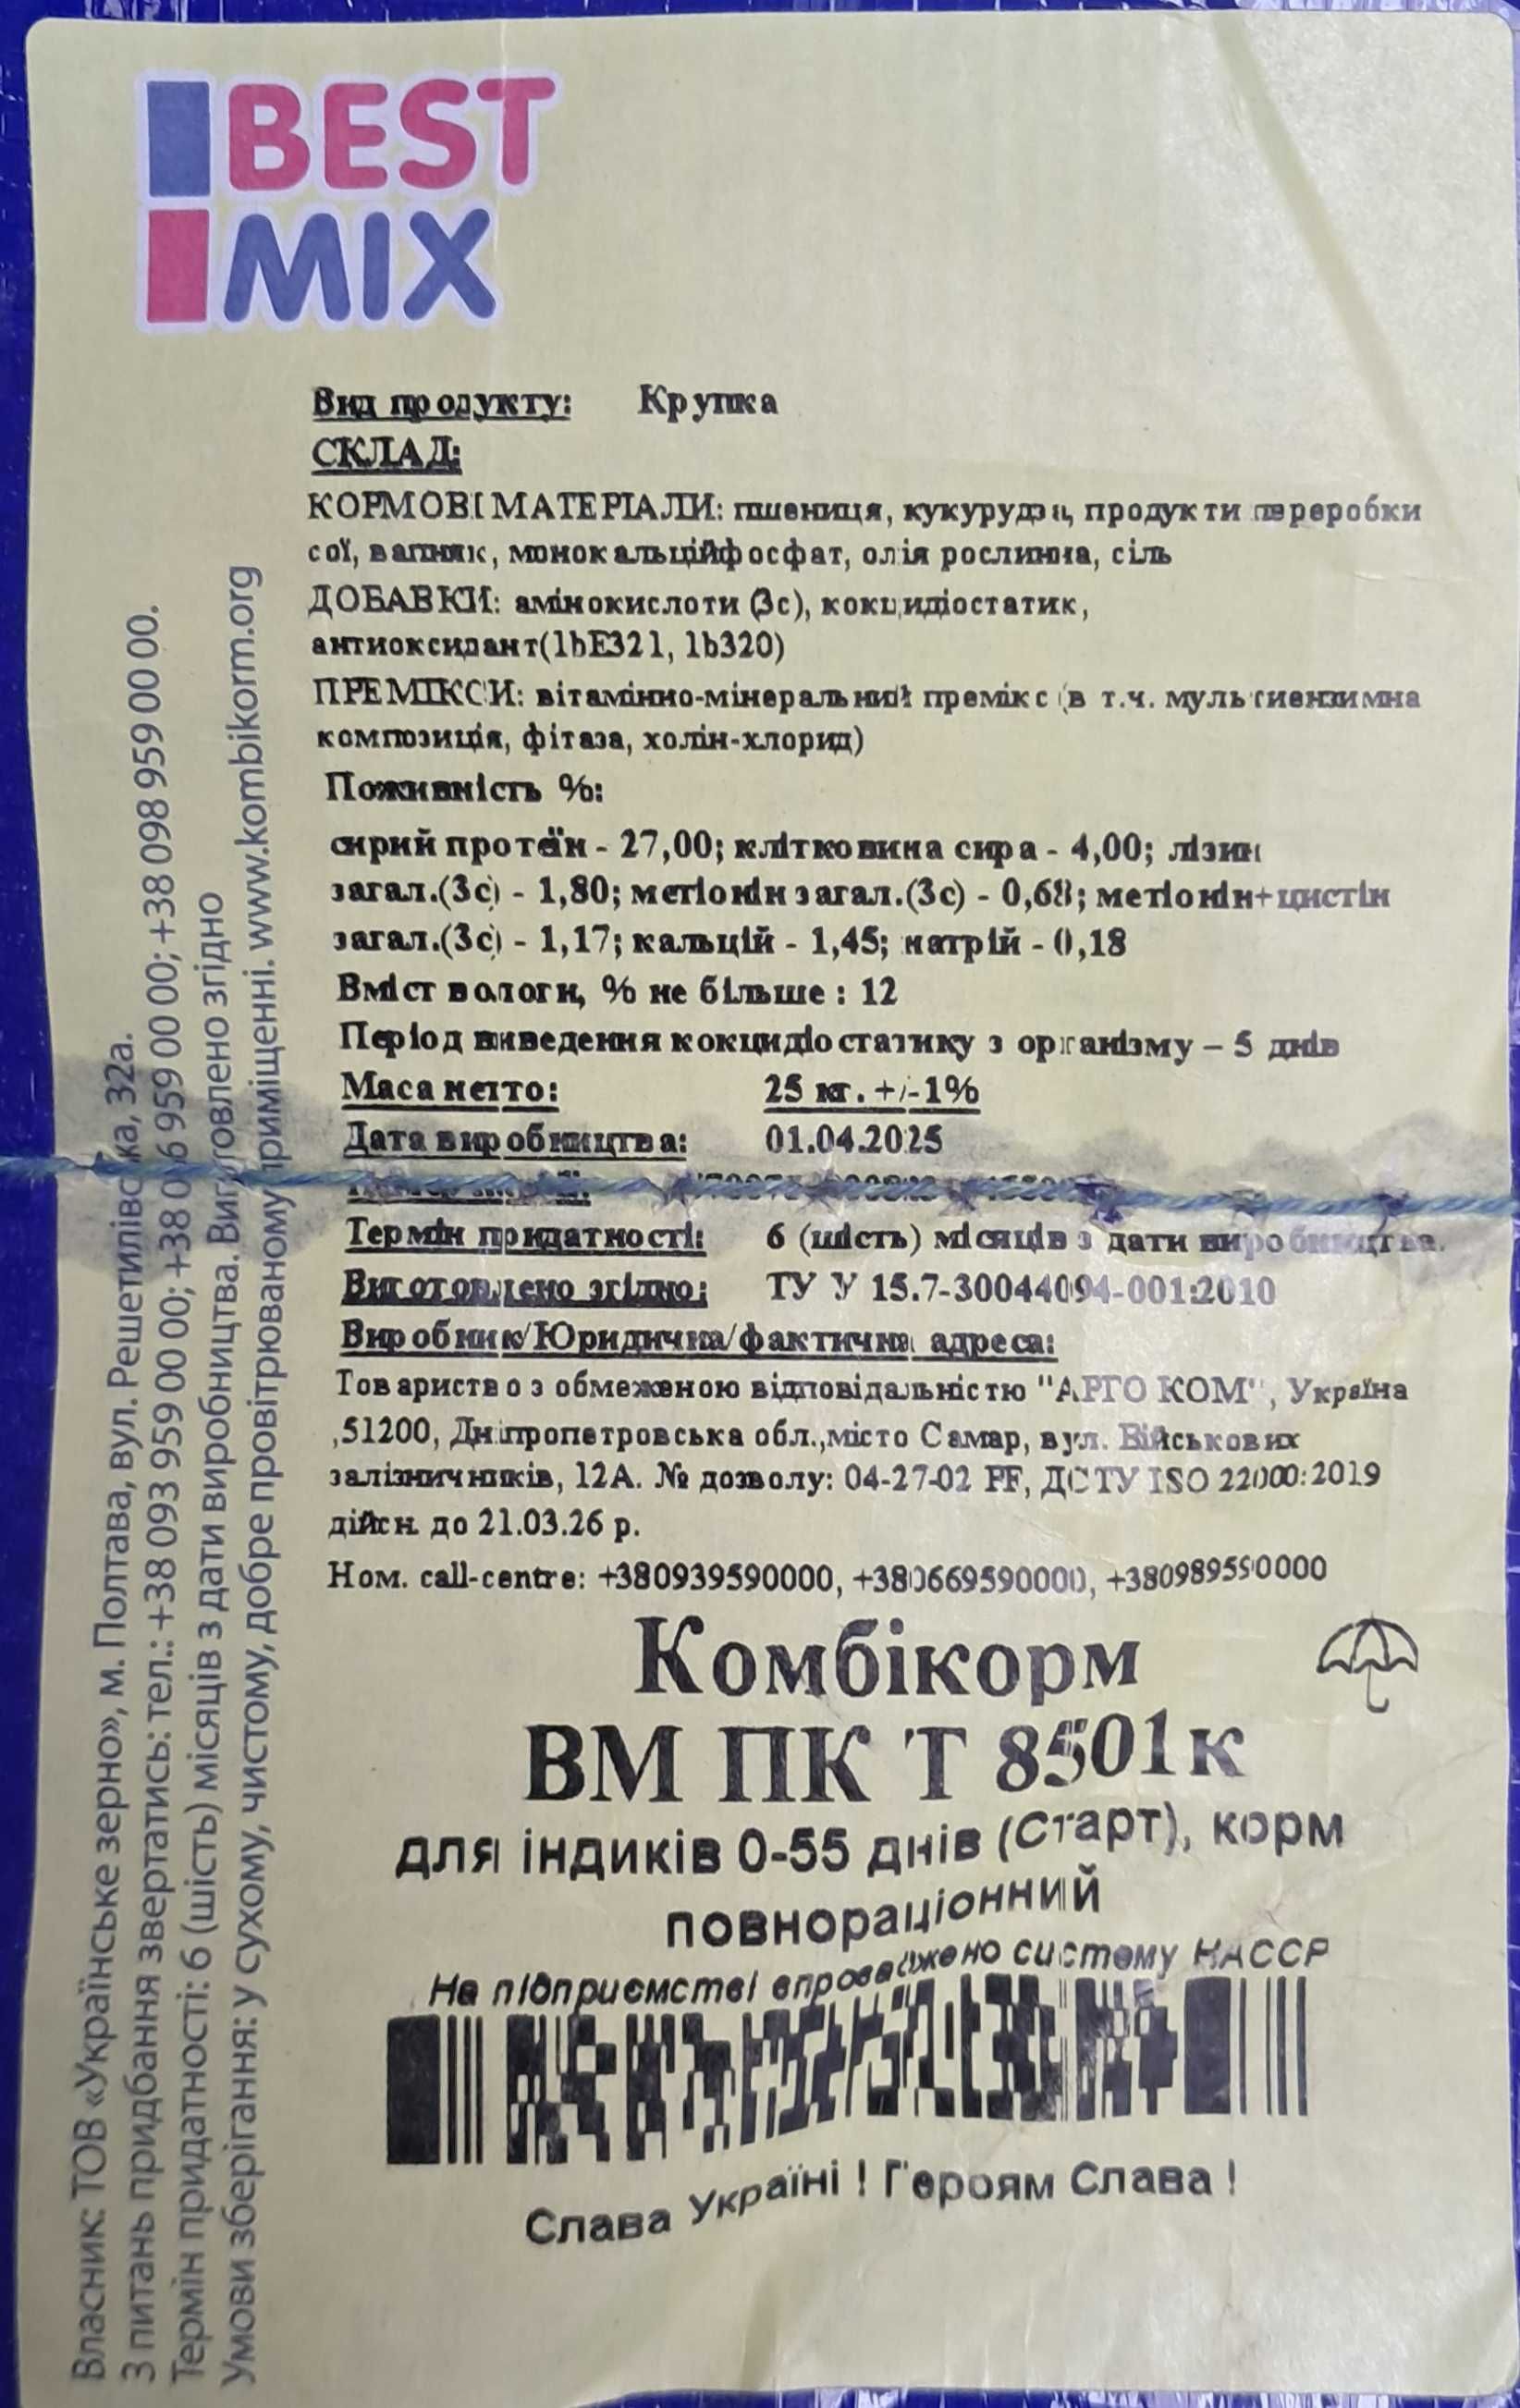 BEST
MIX
Вид продукту: Крупка
СКЛАД:
КОРМОВІ МАТЕРІАЛИ: пшениця, кукурудза, продукти переробки
сої, вапняк, монокальційфосфат, олія рослинна, сіль
ДОБАВКИ: амінокислоти (3с), кокцидіостатик,
антиоксидант(1bE321, 1b320)
ПРЕМІКСИ: вітамінно-мінеральний премікс (в т.ч. мультиензимна
композиція, фітаза, холін-хлорид)
Поживність %:
сирий протеїн - 27,00; клітковина сира - 4,00; лізин
загал.(3с) - 1,80; метіонін загал.(3с) - 0,68; метіонін+цистін
загал.(3с) - 1,17; кальцій - 1,45; натрій - 0,18
Вміст вологи, % не більше : 12
Період виведення кокцидіостатику з організму – 5 днів
Маса нетто: 25 кг. +/-1%
Дата виробництва: 01.04.2025
Термін придатності: 6 (шість) місяців з дати виробництва.
Виготовлено згідно: ТУ У 15.7-30044094-001:2010
Виробник/Юридична/фактична адреса:
Товариство з обмеженою відповідальністю "АРГО КОМ", Україна
,51200, Дніпропетровська обл.,місто Самар, вул. Військових
залізничників, 12А. № дозволу: 04-27-02 PF, ДСТУ ISO 22000:2019
дійсн. до 21.03.26 р.
Ном. call-centre: +380939590000, +380669590000, +380989590000
Комбікорм
ВМ ПК Т 8501к
для індиків 0-55 днів (Старт), корм
повнораціонний
На підприємстві впроваджено систему НАССР
Слава Україні ! Героям Слава !
Власник: ТОВ «Українське зерно», м. Полтава, вул. Решетилівська, 32а.
З питань придбання звертатись: тел.: +38 093 959 00 00; +38 066 959 00 00; +38 098 959 00 00.
Термін придатності: 6 (шість) місяців з дати виробництва. Виготовлено згідно
Умови зберігання: у сухому, чистому, добре провітрюваному приміщенні. www.kombikorm.org